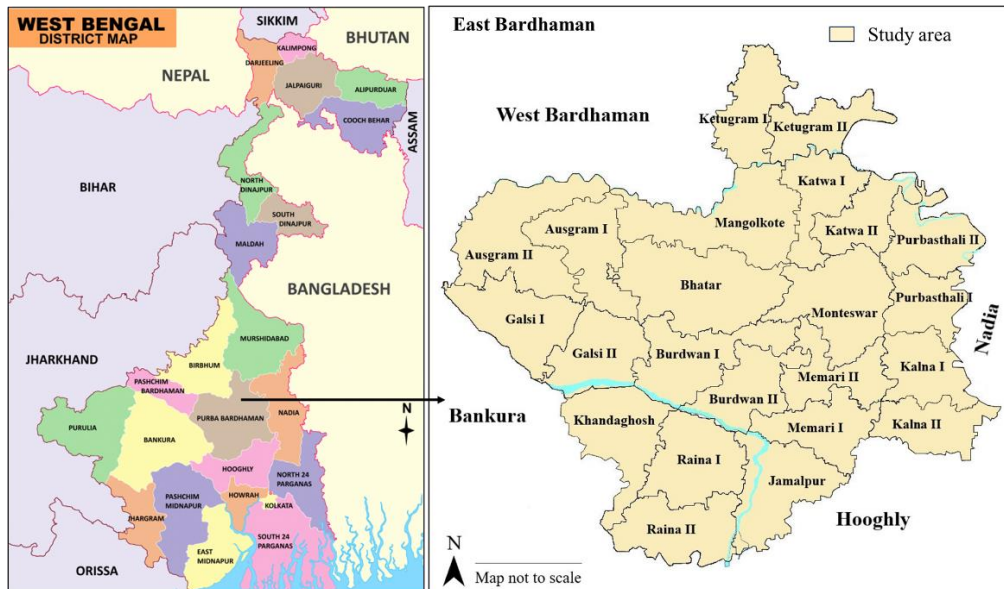 WEST BENGAL
DISTRICT MAP
SIKKIM
BHUTAN
KALIMPONG
NEPAL
DARJEELING
JALPAIGURI
ALIPURDUAR
COOCH BEHAR
ASSAM
BIHAR
NORTH
DINAJPUR
SOUTH
DINAJPUR
MALDAH
BANGLADESH
MURSHIDABAD
JHARKHAND
BIRBHUM
PASHCHIM
BARDHAMAN
PURBA BARDHAMAN
NADIA
N
PURULIA
BANKURA
HOOGHLY
NORTH 24
PARGANAS
PASHCHIM
MIDNAPUR
HOWRAH
KOLKATA
JHARGRAM
EAST
MIDNAPUR
SOUTH 24
PARGANAS
ORISSA
East Bardhaman
Study area
West Bardhaman
Ketugram I
Ketugram II
Katwa I
Mangolkote
Katwa II
Ausgram I
Ausgram II
Purbasthali II
Bhatar
Purbasthali I
Monteswar
Galsi I
Nadia
Galsi II
Burdwan I
Kalna I
Memari II
Burdwan II
Bankura
Khandaghosh
Memari I
Kalna II
Raina I
Jamalpur
Hooghly
Raina II
N
Map not to scale